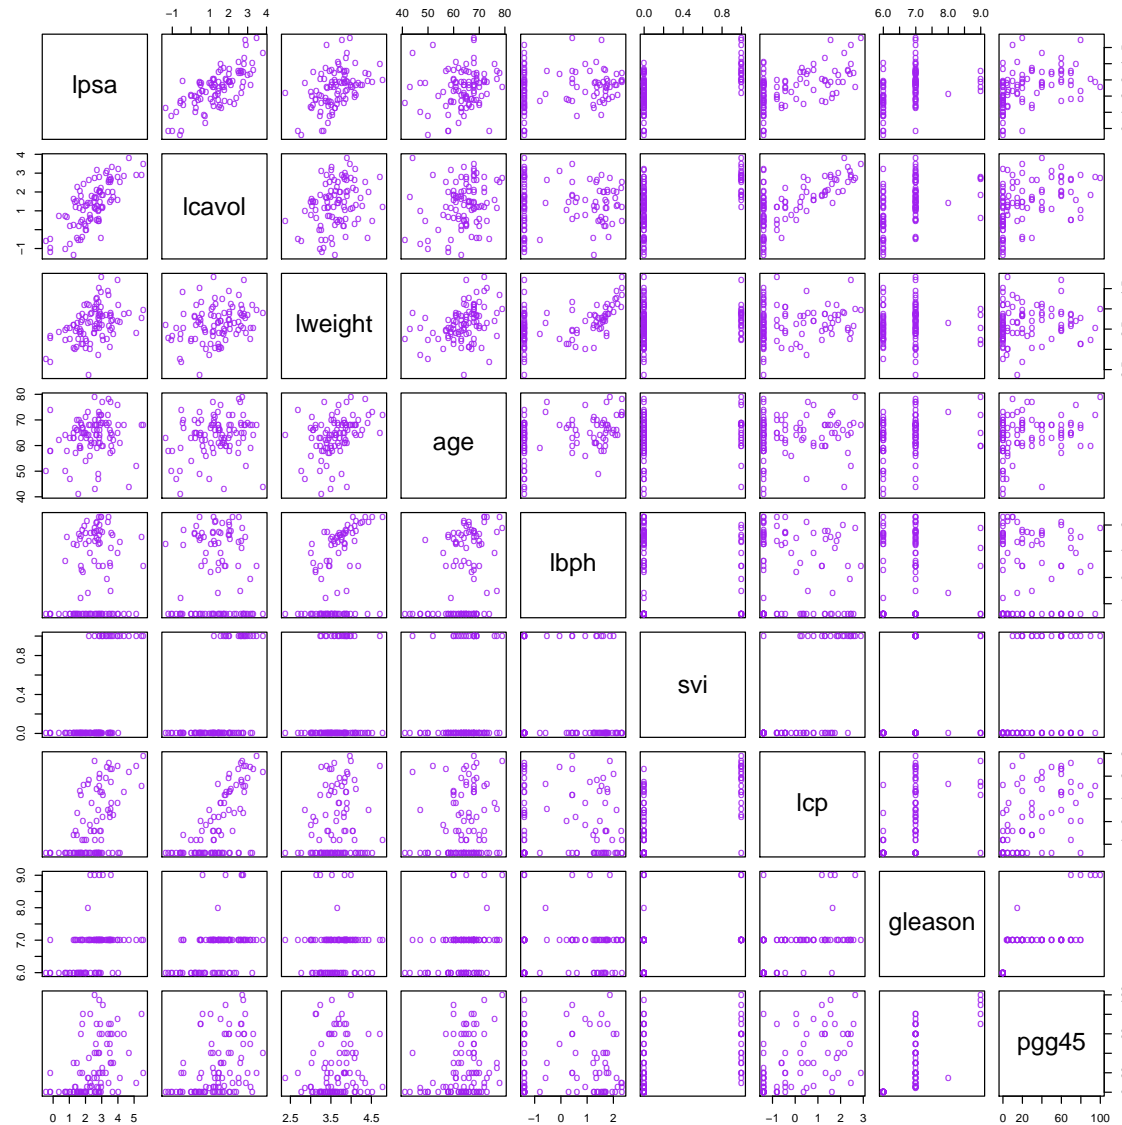 −1 1 2 3 4 40 50 60 70 80 0.0 0.4 0.8 6.0 7.0 8.0 9.0
lpsa
−1 1 2 3 4
lcavol
lweight
40 50 60 70 80
age
lbph
0.0 0.4 0.8
svi
lcp
6.0 7.0 8.0 9.0
gleason
pgg45
0 1 2 3 4 5 2.5 3.5 4.5 −1 0 1 2 −1 0 1 2 3 0 20 60 100